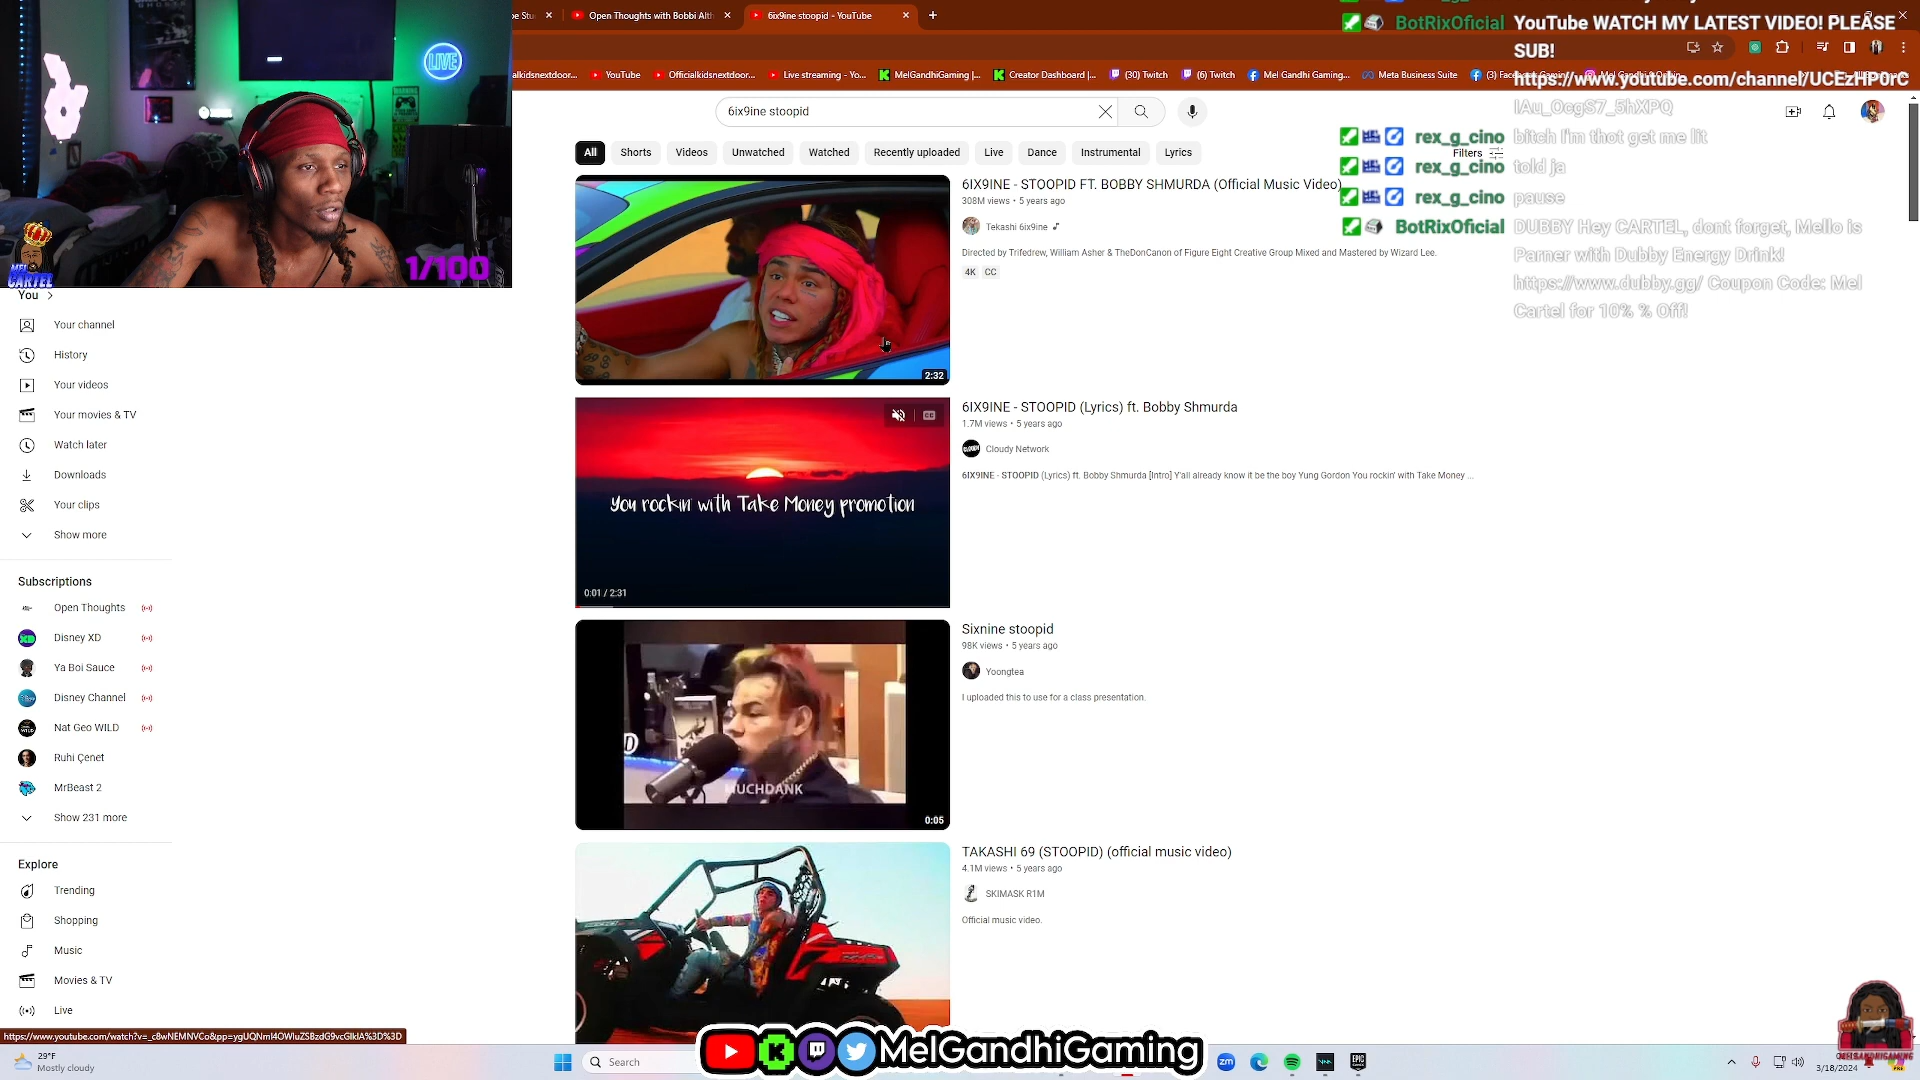 be Stu
Open Thoughts with Bobbi Alth
6ix9ine stoopid - YouTube
alkidsnextdoor...
YouTube
Officialkidsnextdoor...
Live streaming - Yo...
MelGandhiGaming |...
Creator Dashboard |...
(30) Twitch
(6) Twitch
Mel Gandhi Gaming...
Meta Business Suite
BotRixOficial YouTube WATCH MY LATEST VIDEO! PLEASE
SUB!
https://www.youtube.com/channel/UCEzHP0rC
IAu_OcgS7_5hXPQ
rex_g_cino bitch I'm thot get me lit
rex_g_cino told ja
rex_g_cino pause
BotRixOficial DUBBY Hey CARTEL, dont forget, Mello is
Parner with Dubby Energy Drink!
https://www.dubby.gg/ Coupon Code: Mel
Cartel for 10% % Off!
LIVE
MEL
CARTEL
1/100
6ix9ine stoopid
All
Shorts
Videos
Unwatched
Watched
Recently uploaded
Live
Dance
Instrumental
Lyrics
Filters
You
Your channel
History
Your videos
Your movies & TV
Watch later
Downloads
Your clips
Show more
Subscriptions
Open Thoughts
Disney XD
Ya Boi Sauce
Disney Channel
Nat Geo WILD
Ruhi Çenet
MrBeast 2
Show 231 more
Explore
Trending
Shopping
Music
Movies & TV
Live
2:32
6IX9INE - STOOPID FT. BOBBY SHMURDA (Official Music Video)
308M views • 5 years ago
Tekashi 6ix9ine
Directed by Trifedrew, William Asher & TheDonCanon of Figure Eight Creative Group Mixed and Mastered by Wizard Lee.
4K CC
You rockin' with Take Money promotion
0:01 / 2:31
6IX9INE - STOOPID (Lyrics) ft. Bobby Shmurda
1.7M views • 5 years ago
Cloudy Network
6IX9INE - STOOPID (Lyrics) ft. Bobby Shmurda [Intro] Y'all already know it be the boy Yung Gordon You rockin' with Take Money ...
MUCHDANK
0:05
Sixnine stoopid
98K views • 5 years ago
Yoongtea
I uploaded this to use for a class presentation.
TAKASHI 69 (STOOPID) (official music video)
4.1M views • 5 years ago
SKIMASK R1M
Official music video.
https://www.youtube.com/watch?v=_c8wNEMNVCo&pp=ygUQNml4OWluZSBzdG9vcGlkIA%3D%3D
29°F
Mostly cloudy
Search
MelGandhiGaming
zm
EPIC
3/18/2024
MELGANDHIGAMING